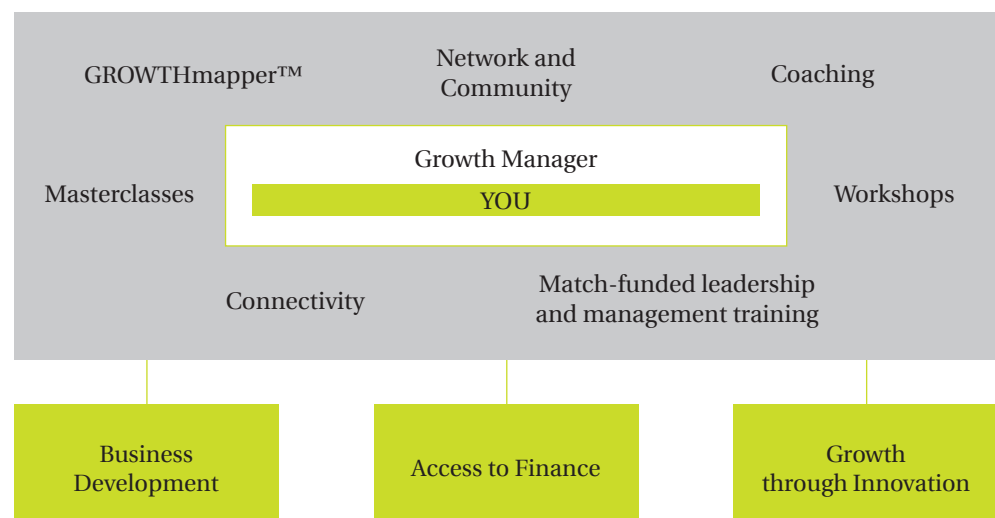 GROWTHmapper™
Network and
Community
Coaching
Masterclasses
Growth Manager
YOU
Workshops
Connectivity
Match-funded leadership
and management training
Business
Development
Access to Finance
Growth
through Innovation